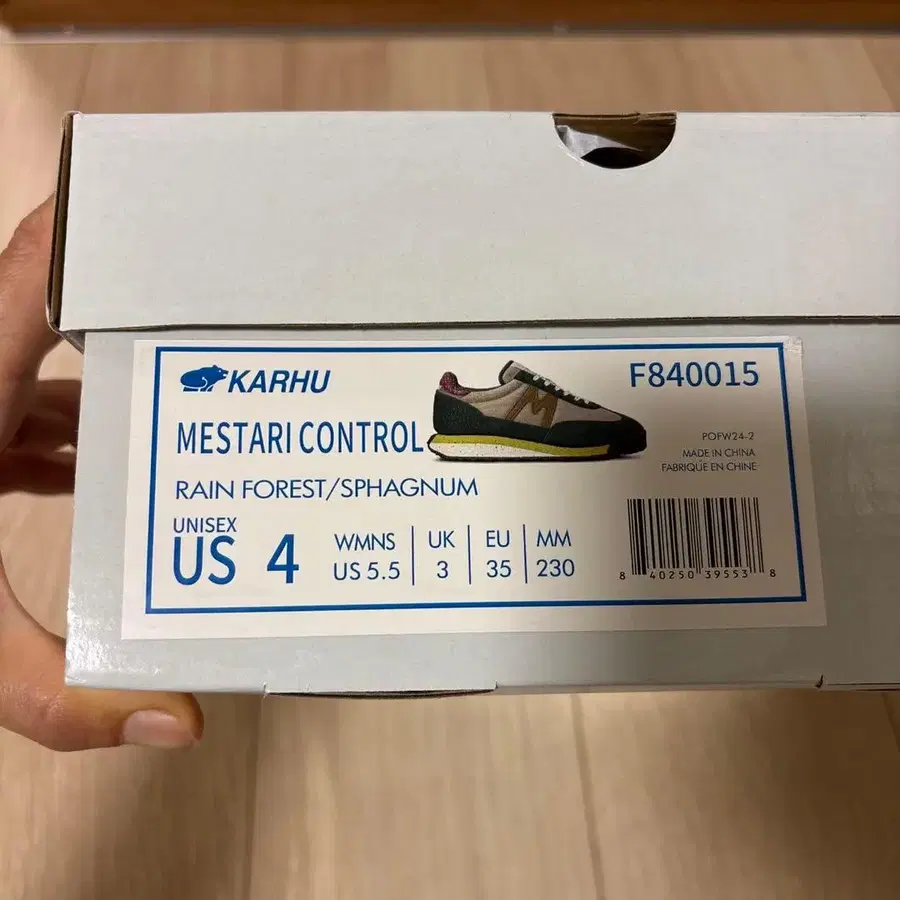 KARHU
F840015
MESTARI CONTROL
POFW24-2
MADE IN CHINA
FABRIQUÉ EN CHINE
RAIN FOREST/SPHAGNUM
UNISEX
US 4
WMNS
US 5.5
UK
3
EU
35
MM
230
8 40250 39553 8